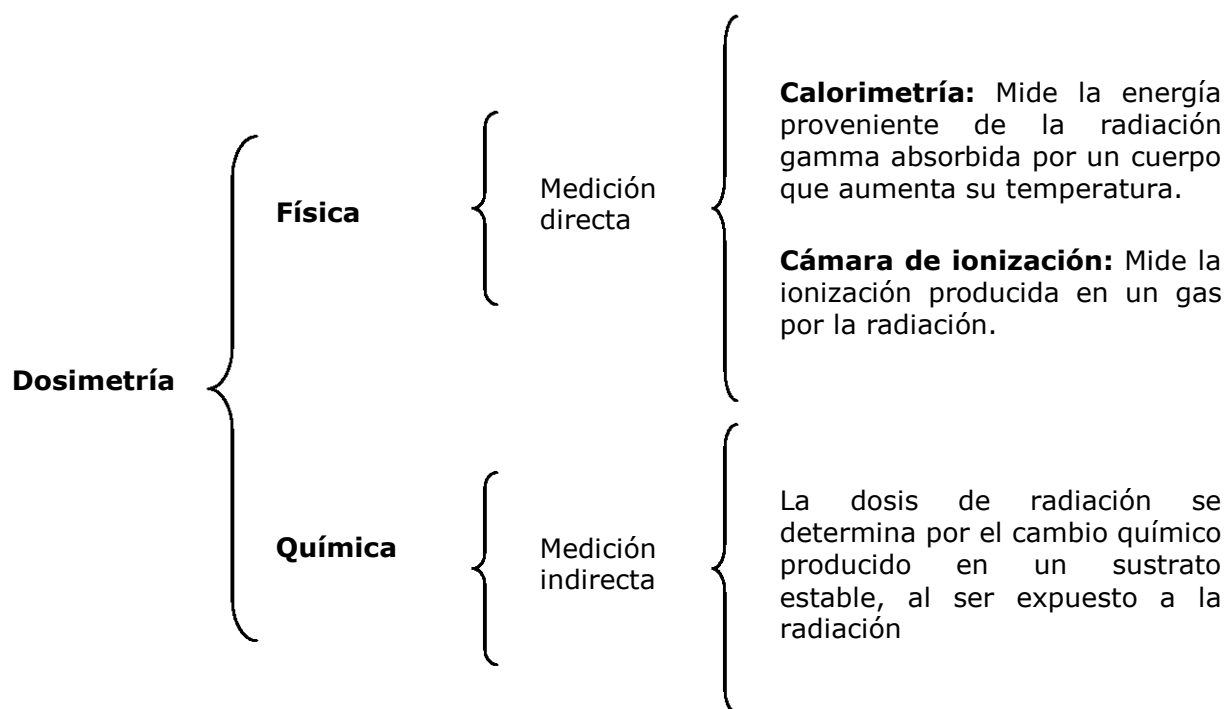 Dosimetría
Física
Medición
directa
Calorimetría: Mide la energía
proveniente de la radiación
gamma absorbida por un cuerpo
que aumenta su temperatura.
Cámara de ionización: Mide la
ionización producida en un gas
por la radiación.
Química
Medición
indirecta
La dosis de radiación se
determina por el cambio químico
producido en un sustrato
estable, al ser expuesto a la
radiación